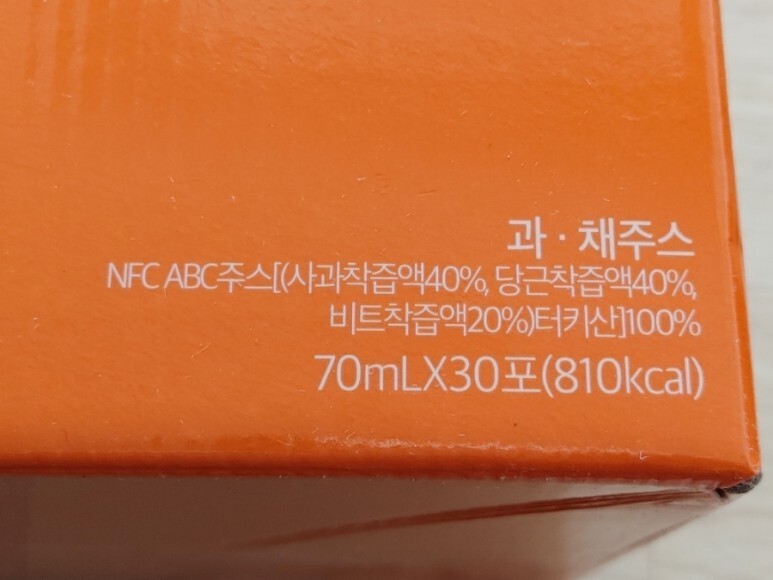 과·채주스
NFC ABC주스[(사과착즙액40%, 당근착즙액40%,
비트착즙액20%)터키산]100%
70mLX30포(810kcal)